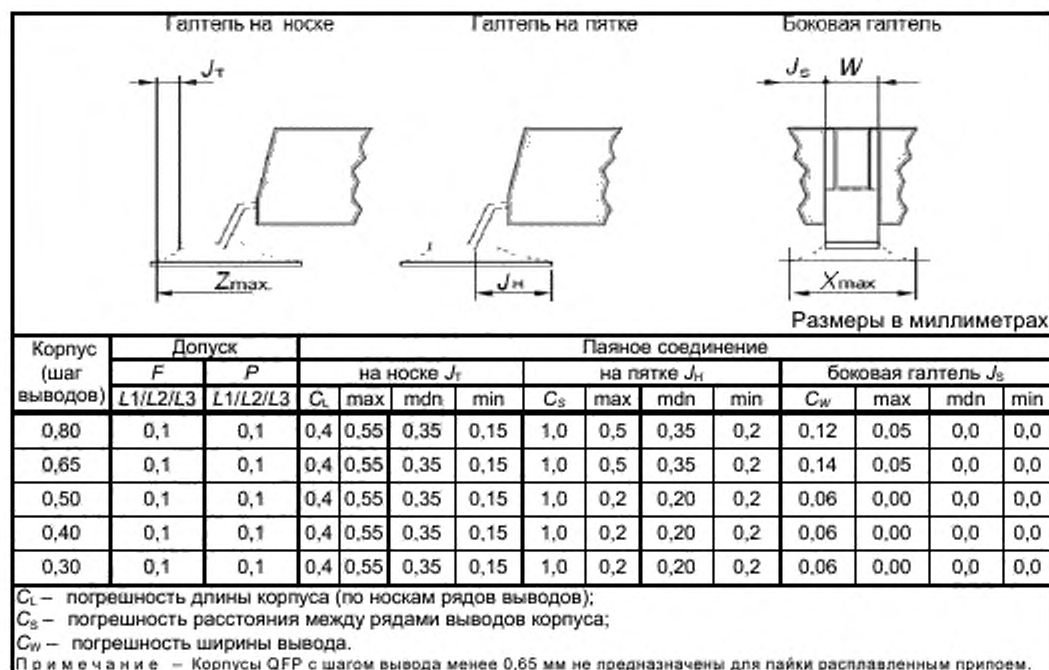 Галтель на носке Галтель на пятке Боковая галтель
Jт Js W
Zmax. Jн Xmax
Размеры в миллиметрах
Корпус (шаг выводов) Допуск Паяное соединение
F P на носке Jт на пятке Jн боковая галтель Js
L1/L2/L3 L1/L2/L3 CL max mdn min Cs max mdn min Cw max mdn min
0,80 0,1 0,1 0,4 0,55 0,35 0,15 1,0 0,5 0,35 0,2 0,12 0,05 0,0 0,0
0,65 0,1 0,1 0,4 0,55 0,35 0,15 1,0 0,5 0,35 0,2 0,14 0,05 0,0 0,0
0,50 0,1 0,1 0,4 0,55 0,35 0,15 1,0 0,2 0,20 0,2 0,06 0,00 0,0 0,0
0,40 0,1 0,1 0,4 0,55 0,35 0,15 1,0 0,2 0,20 0,2 0,06 0,00 0,0 0,0
0,30 0,1 0,1 0,4 0,55 0,35 0,15 1,0 0,2 0,20 0,2 0,06 0,00 0,0 0,0
CL – погрешность длины корпуса (по носкам рядов выводов);
Cs – погрешность расстояния между рядами выводов корпуса;
Cw – погрешность ширины вывода.
Примечание – Корпусы QFP с шагом вывода менее 0,65 мм не предназначены для пайки расплавленным припоем.